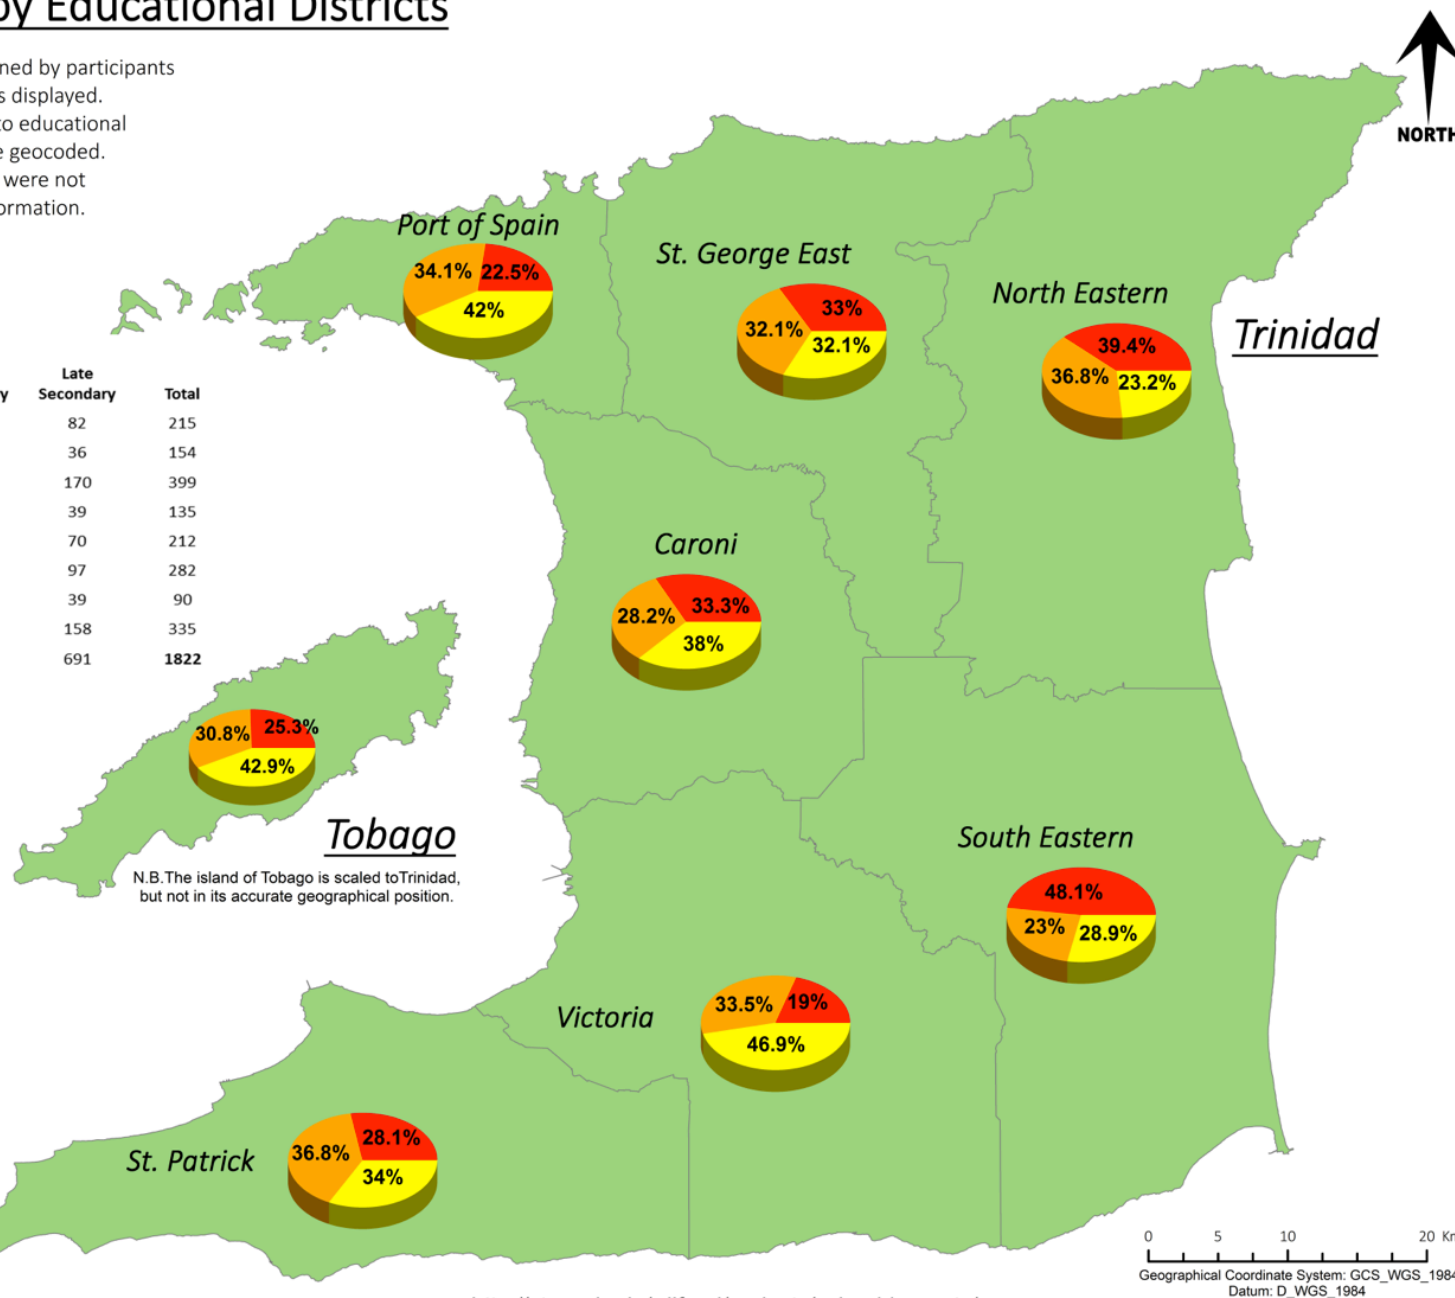 by Educational Districts
NORTH
participants
displayed.
educational
geocoded.
were not
Port of Spain
34.1% 22.5%
42%
St. George East
33%
32.1%
32.1%
North Eastern
39.4%
36.8% 23.2%
Trinidad
Late
Secondary Total
82 215
36 154
170 399
39 135
70 212
97 282
39 90
158 335
691 1822
Caroni
28.2% 33.3%
38%
30.8% 25.3%
42.9%
Tobago
N.B.The island of Tobago is scaled toTrinidad,
but not in its accurate geographical position.
South Eastern
48.1%
23% 28.9%
Victoria
33.5% 19%
46.9%
St. Patrick
36.8% 28.1%
34%
0 5 10 20 Km
Geographical Coordinate System: GCS_WGS_1984
Datum: D_WGS_1984